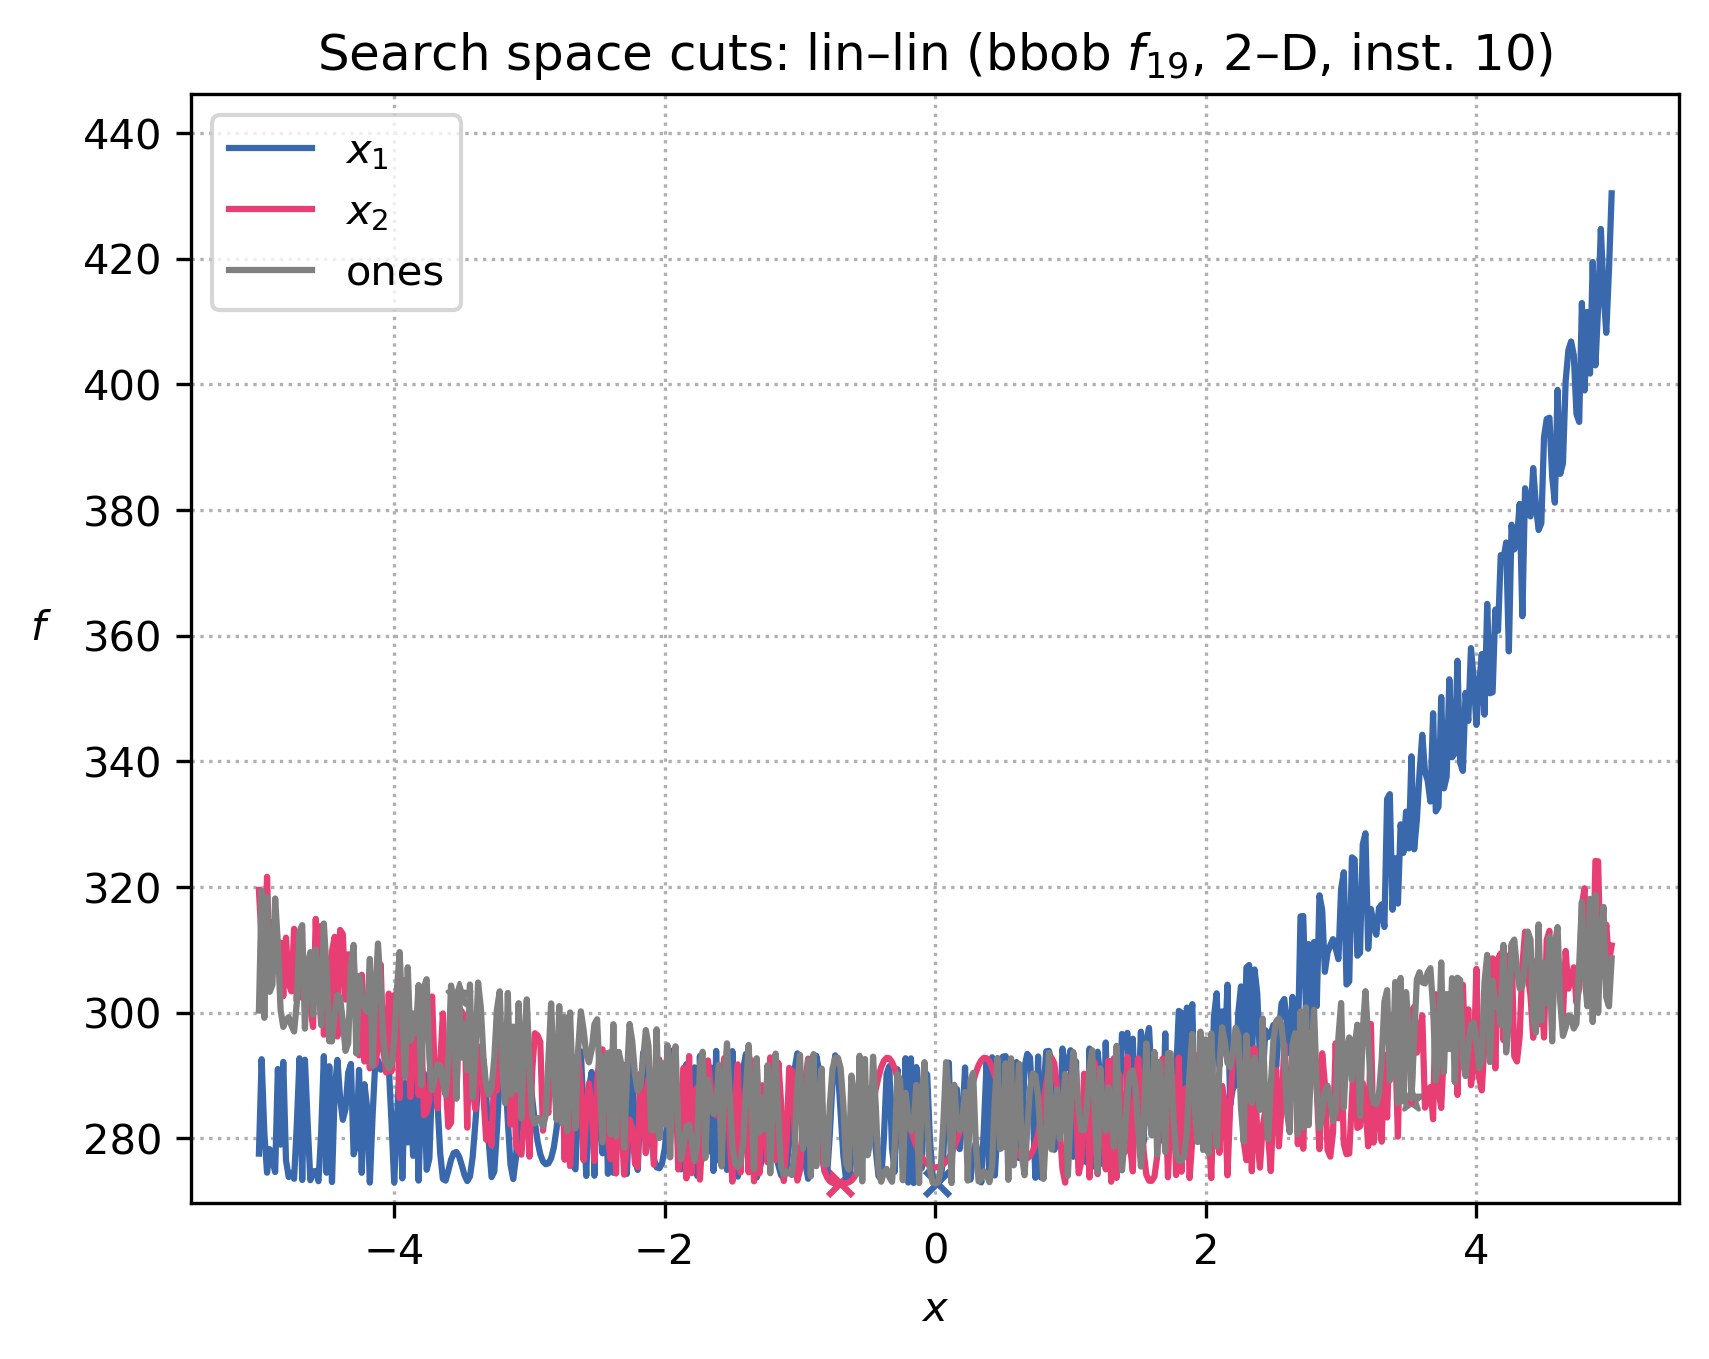 Search space cuts: lin–lin (bbob f₁₉, 2–D, inst. 10)
x₁
x₂
ones
440
420
400
380
360
340
320
300
280
f
−4
−2
0
2
4
x